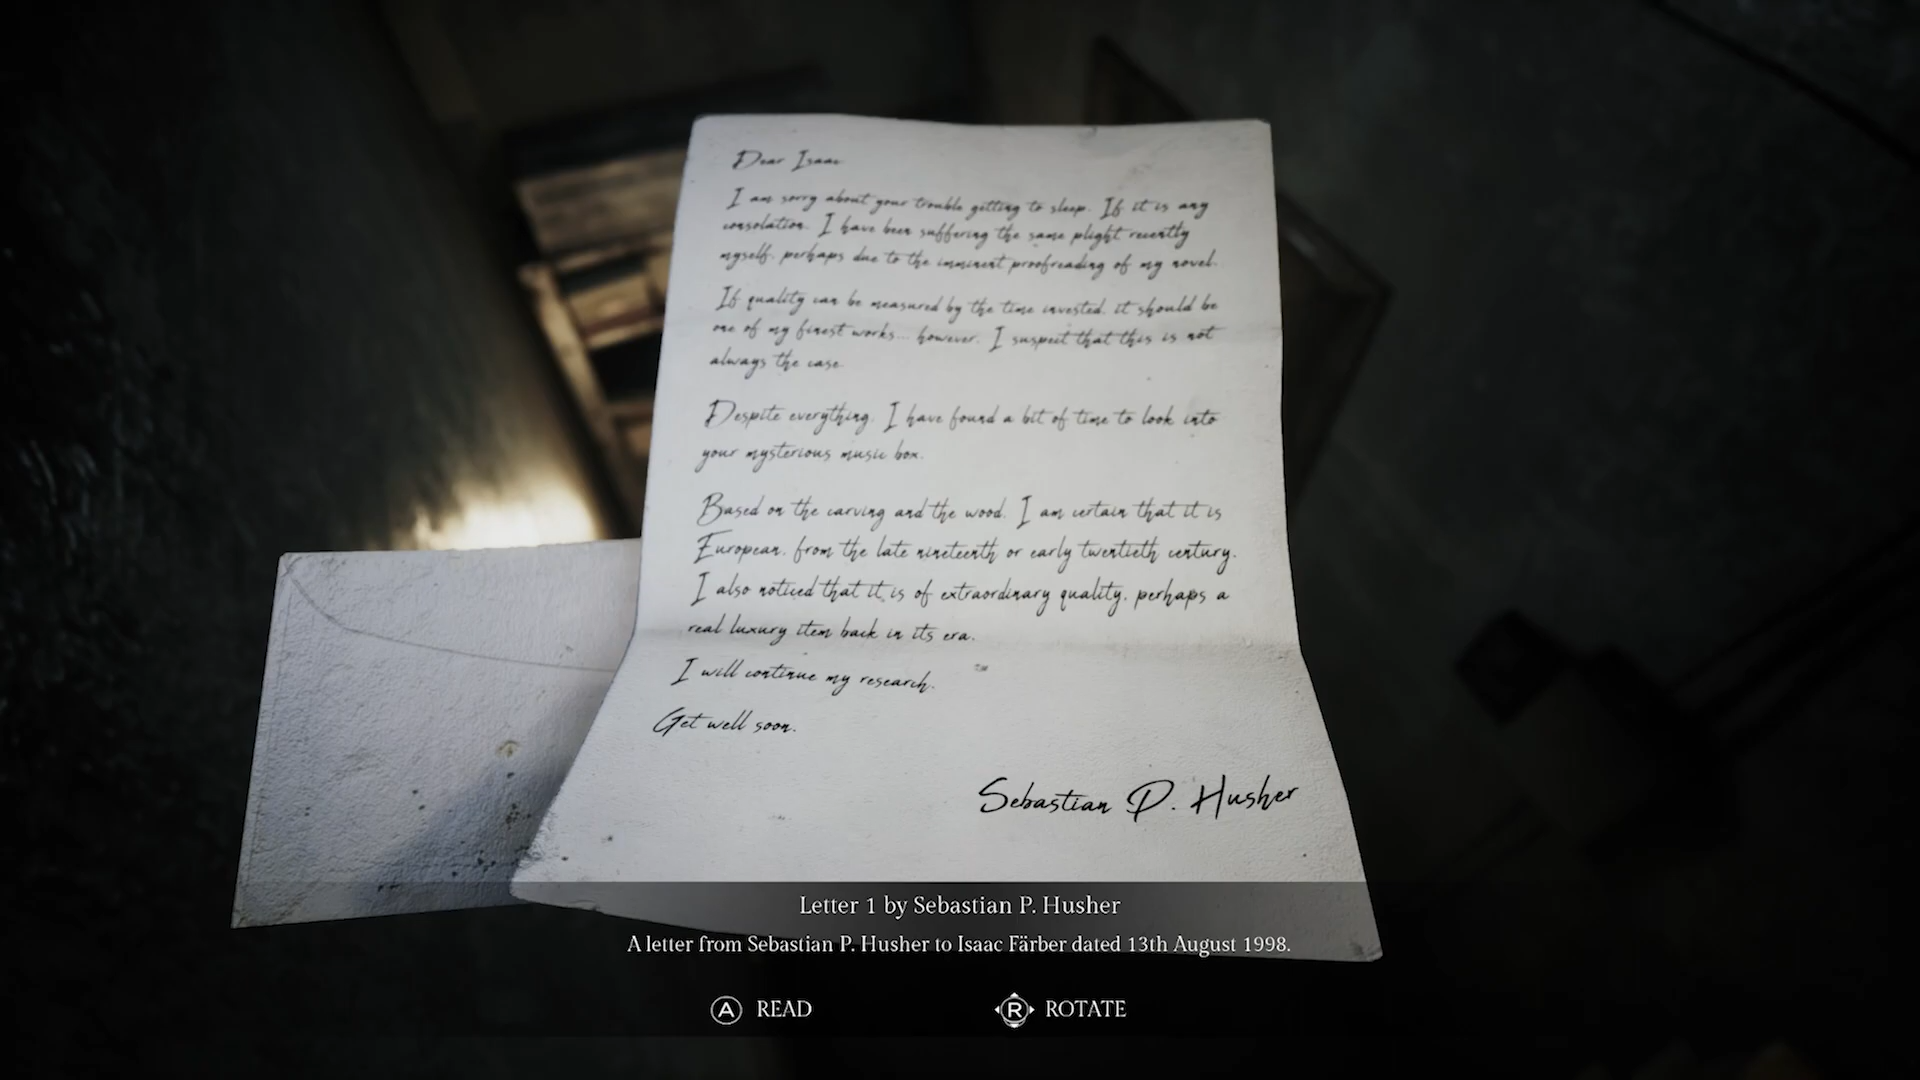 Dear Isaac
I am sorry about your trouble getting to sleep. If it is any
consolation, I have been suffering the same plight recently
myself, perhaps due to the imminent proofreading of my novel.
If quality can be measured by the time invested, it should be
one of my finest works... however, I suspect that this is not
always the case.
Despite everything, I have found a bit of time to look into
your mysterious music box.
Based on the carving and the wood, I am certain that it is
European, from the late nineteenth or early twentieth century.
I also noticed that it is of extraordinary quality, perhaps a
real luxury item back in its era.
I will continue my research.
Get well soon.
Sebastian P. Husher
Letter 1 by Sebastian P. Husher
A letter from Sebastian P. Husher to Isaac Färber dated 13th August 1998.
A READ
R ROTATE